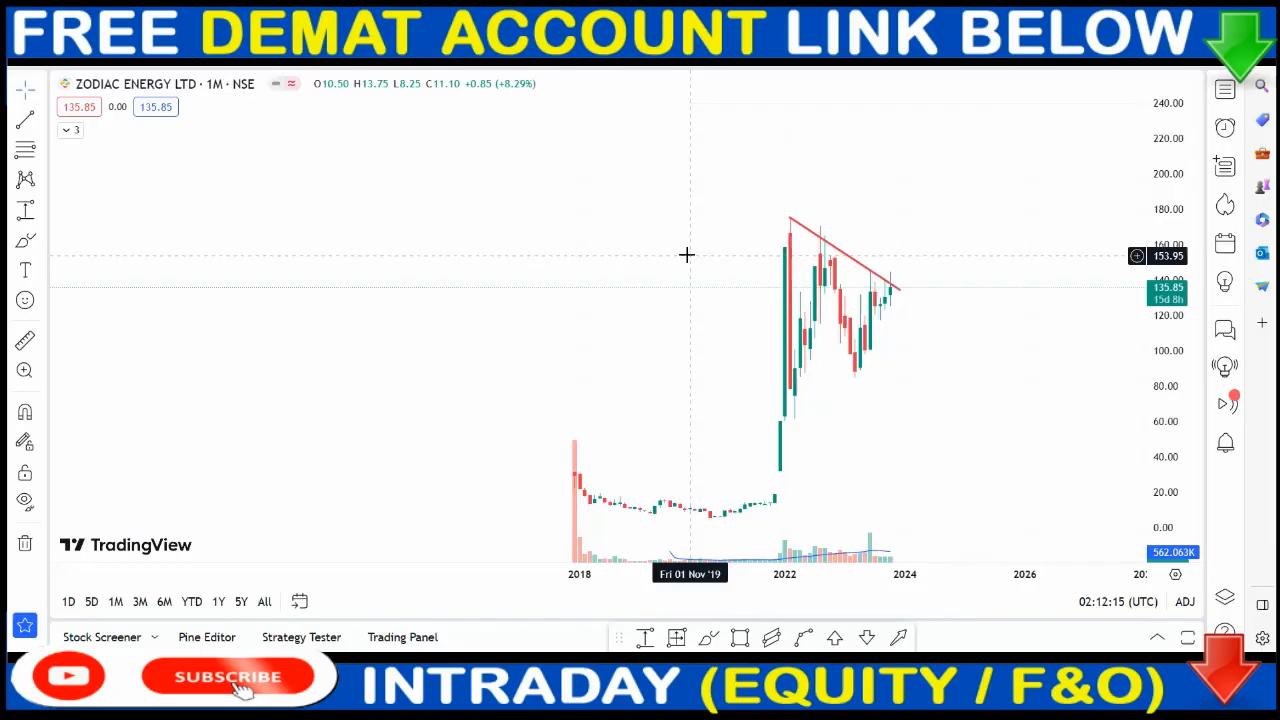 FREE DEMAT ACCOUNT LINK BELOW
ZODIAC ENERGY LTD · 1M · NSE O10.50 H13.75 L8.25 C11.10 +0.85 (+8.29%)
135.85 0.00 135.85
3
240.00
220.00
200.00
180.00
160.00
153.95
140.00
135.85
15d 8h
120.00
100.00
80.00
60.00
40.00
20.00
0.00
TradingView
562.063K
2018 Fri 01 Nov '19 2022 2024 2026
1D 5D 1M 3M 6M YTD 1Y 5Y All 02:12:15 (UTC) ADJ
Stock Screener Pine Editor Strategy Tester Trading Panel
SUBSCRIBE
INTRADAY (EQUITY / F&O)